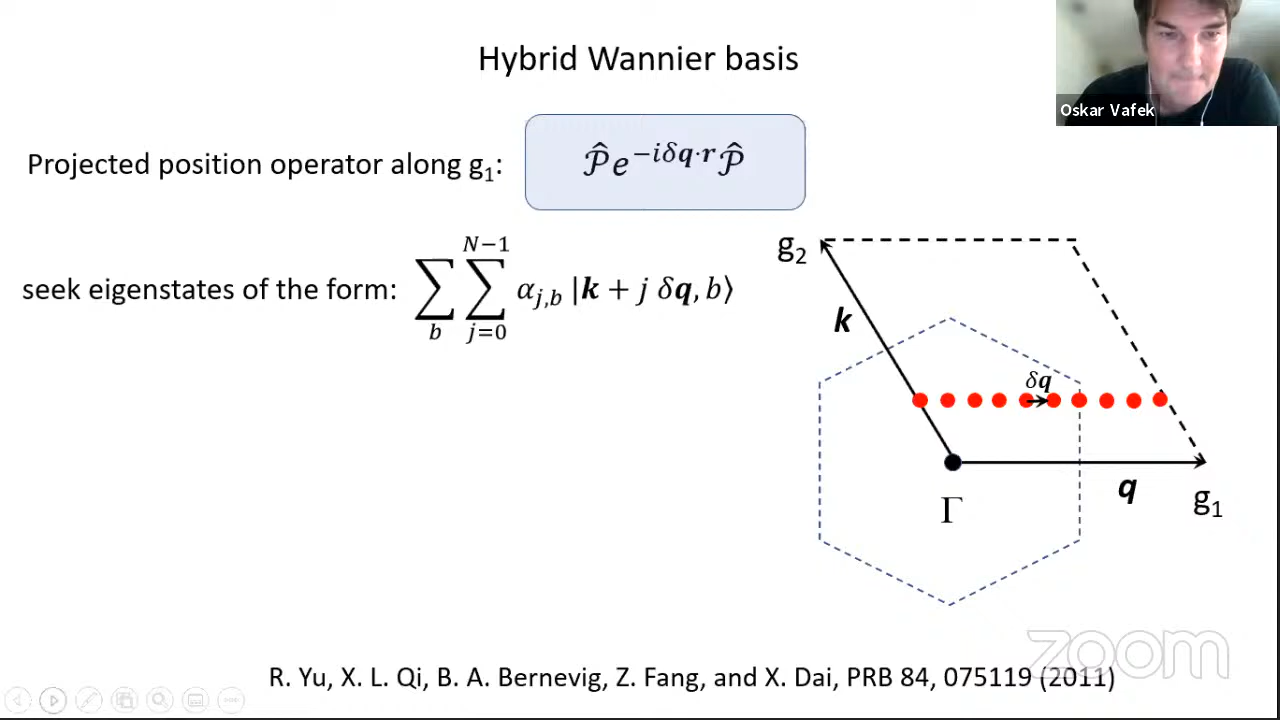 Hybrid Wannier basis
Oskar Vafek
Projected position operator along g₁:
𝒫̂e^{−iδ𝒒·𝒓}𝒫̂
seek eigenstates of the form: ∑_b ∑_{j=0}^{N−1} α_{j,b} |𝒌 + j δ𝒒, b⟩
g₂
k
δ𝒒
q
g₁
Γ
zoom
R. Yu, X. L. Qi, B. A. Bernevig, Z. Fang, and X. Dai, PRB 84, 075119 (2011)